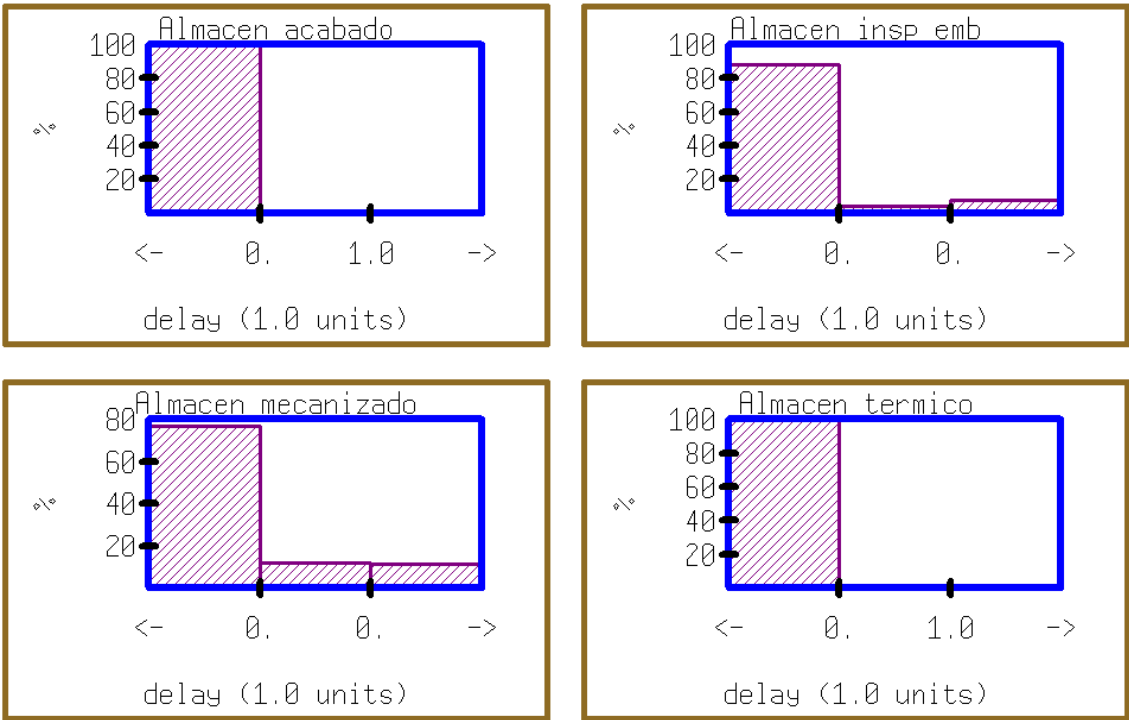 Almacen acabado
100
80
60
40
20
%
<- 0. 1.0 ->
delay (1.0 units)
Almacen insp emb
100
80
60
40
20
%
<- 0. 0. ->
delay (1.0 units)
Almacen mecanizado
80
60
40
20
%
<- 0. 0. ->
delay (1.0 units)
Almacen termico
100
80
60
40
20
%
<- 0. 1.0 ->
delay (1.0 units)